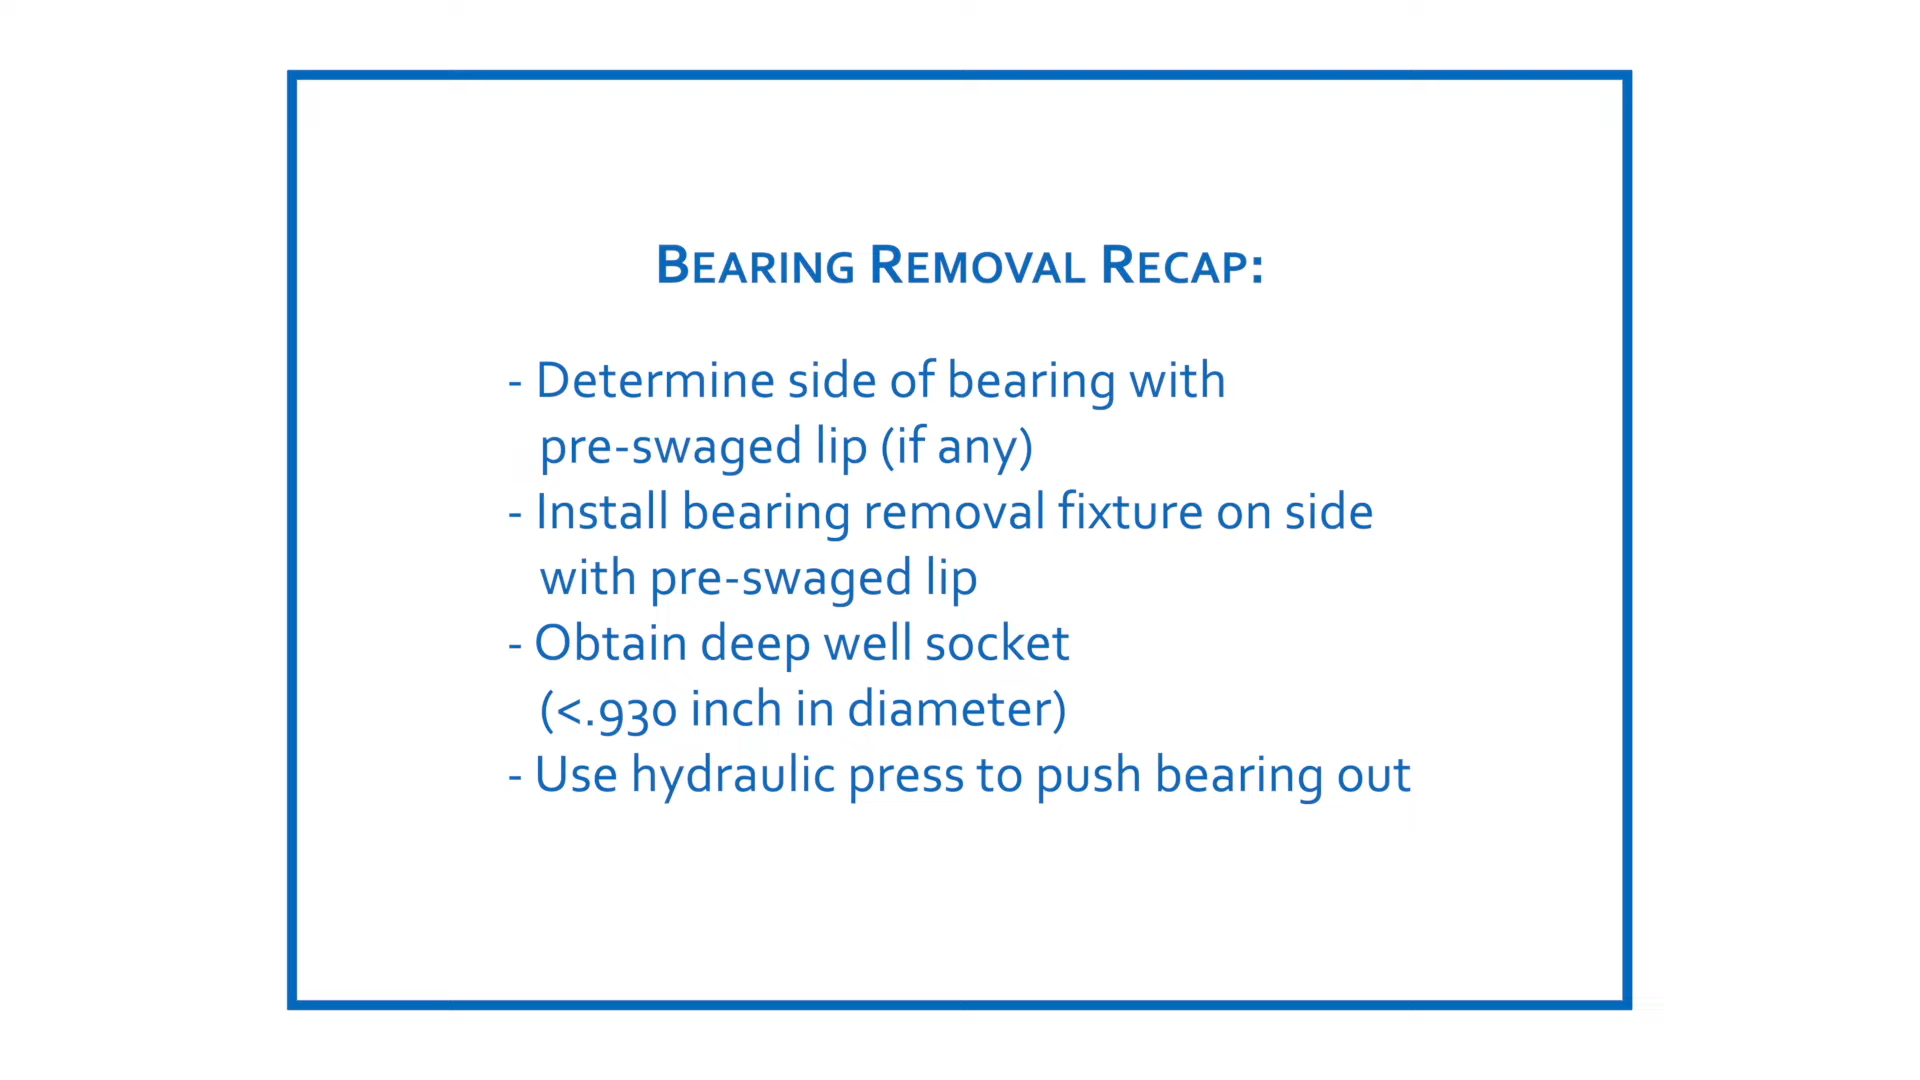 BEARING REMOVAL RECAP:
- Determine side of bearing with
pre-swaged lip (if any)
- Install bearing removal fixture on side
with pre-swaged lip
- Obtain deep well socket
(<.930 inch in diameter)
- Use hydraulic press to push bearing out